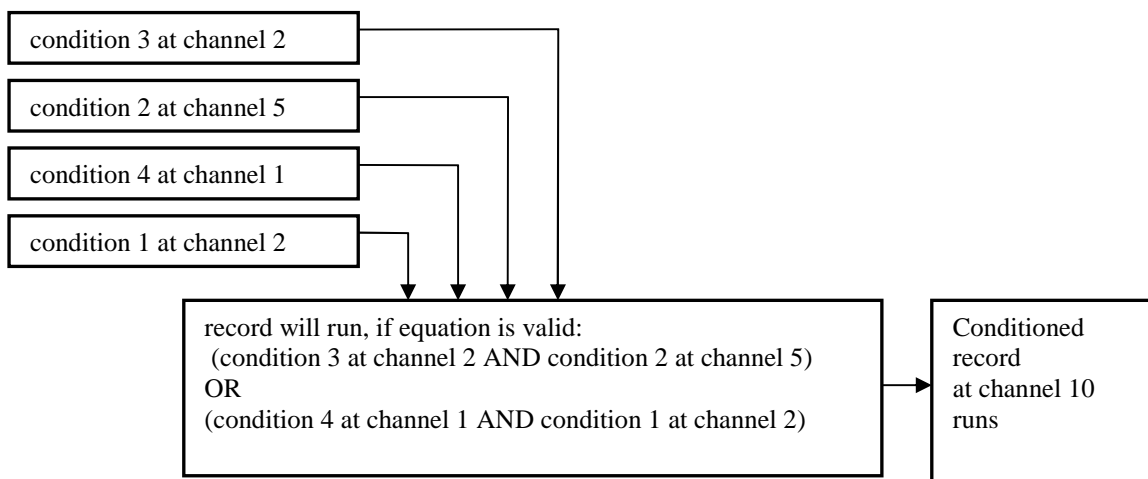 condition 3 at channel 2
condition 2 at channel 5
condition 4 at channel 1
condition 1 at channel 2
record will run, if equation is valid:
(condition 3 at channel 2 AND condition 2 at channel 5)
OR
(condition 4 at channel 1 AND condition 1 at channel 2)
Conditioned
record
at channel 10
runs